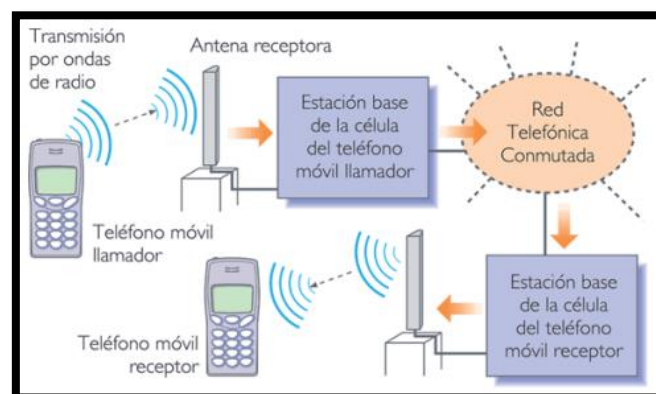 Transmisión
por ondas
de radio
Antena receptora
Estación base
de la célula
del teléfono
móvil llamador
Red
Telefónica
Conmutada
Teléfono móvil
llamador
Teléfono móvil
receptor
Estación base
de la célula
del teléfono
móvil receptor